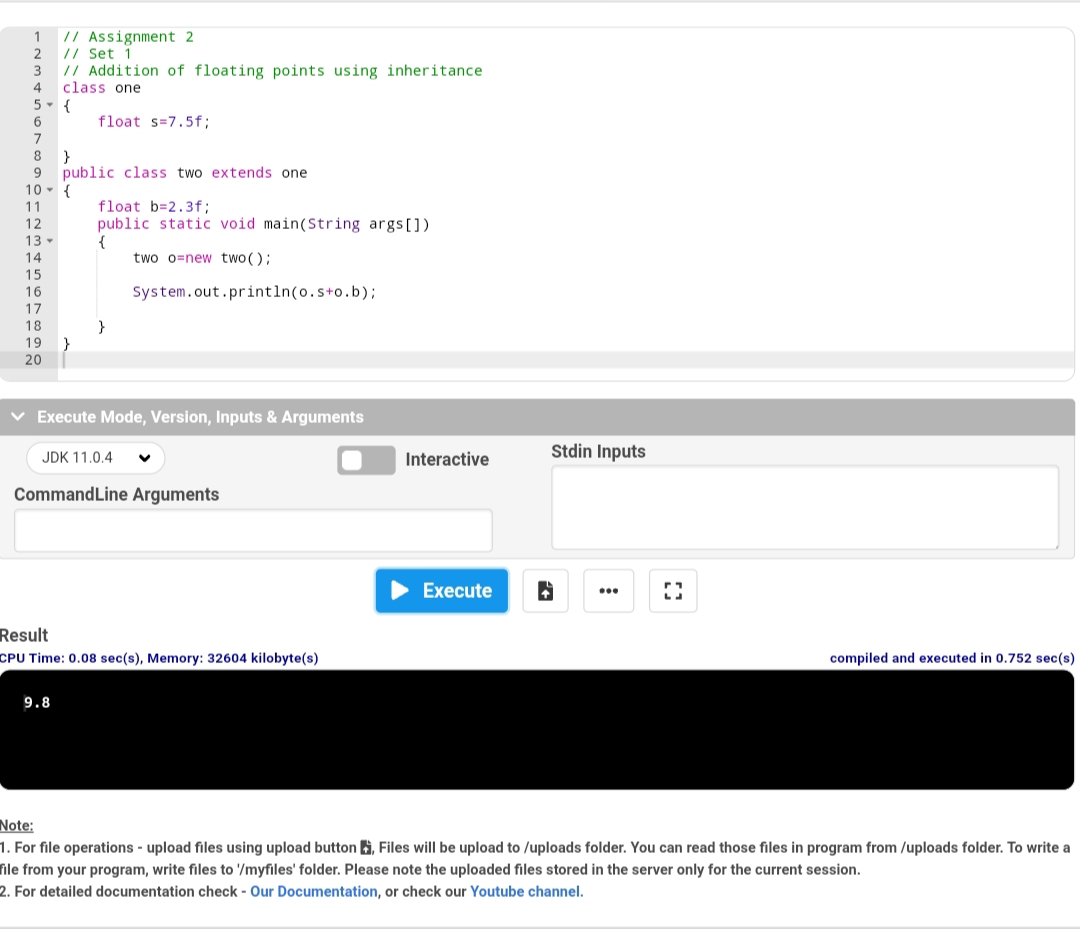 1 // Assignment 2
2 // Set 1
3 // Addition of floating points using inheritance
4 class one
5 {
6 float s=7.5f;
7
8 }
9 public class two extends one
10 {
11 float b=2.3f;
12 public static void main(String args[])
13 {
14 two o=new two();
15
16 System.out.println(o.s+o.b);
17
18 }
19 }
20
Execute Mode, Version, Inputs & Arguments
JDK 11.0.4
Interactive
Stdin Inputs
CommandLine Arguments
Execute
Result
CPU Time: 0.08 sec(s), Memory: 32604 kilobyte(s)
compiled and executed in 0.752 sec(s)
9.8
Note:
1. For file operations - upload files using upload button , Files will be upload to /uploads folder. You can read those files in program from /uploads folder. To write a
file from your program, write files to '/myfiles' folder. Please note the uploaded files stored in the server only for the current session.
2. For detailed documentation check - Our Documentation, or check our Youtube channel.